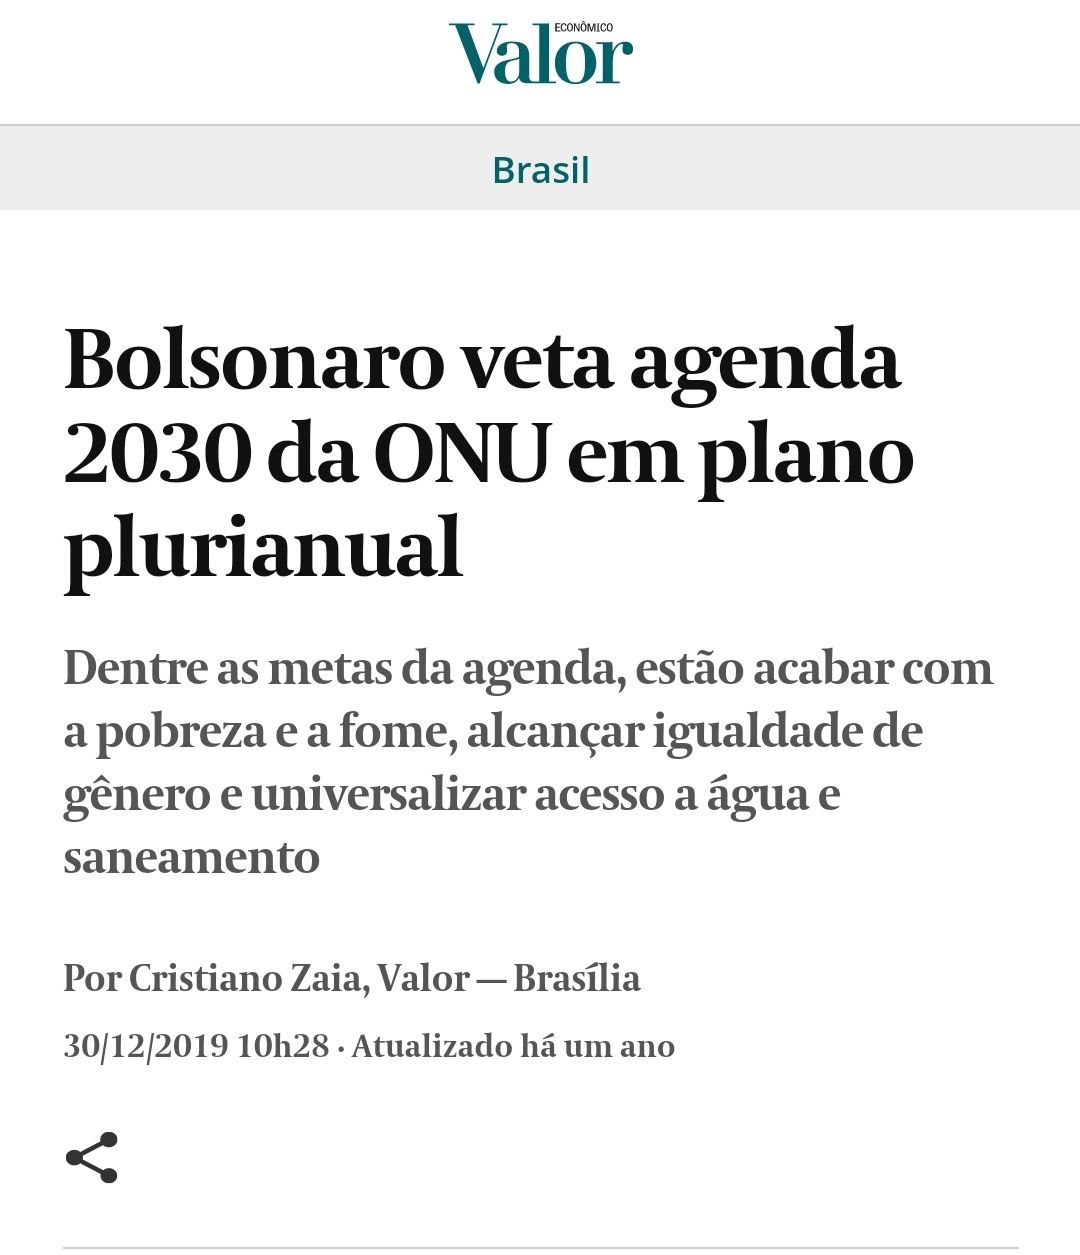 Valor
ECONÔMICO
Brasil
Bolsonaro veta agenda
2030 da ONU em plano
plurianual
Dentre as metas da agenda, estão acabar com
a pobreza e a fome, alcançar igualdade de
gênero e universalizar acesso a água e
saneamento
Por Cristiano Zaia, Valor — Brasília
30/12/2019 10h28 · Atualizado há um ano